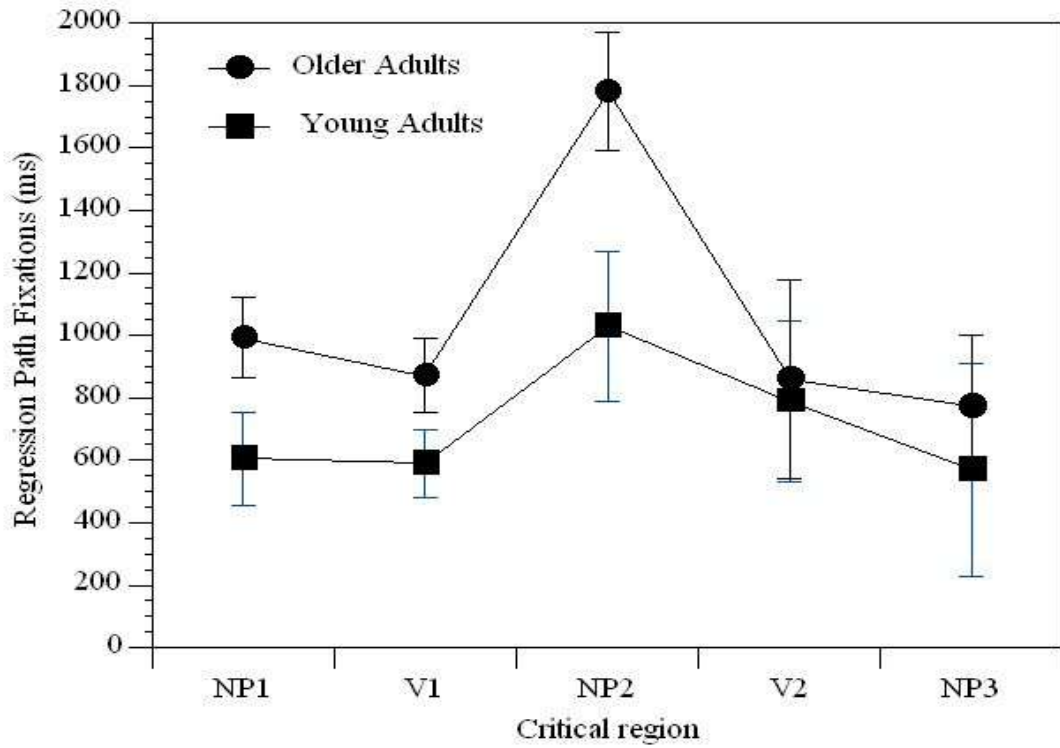 Regression Path Fixations (ms)
2000
1800
1600
1400
1200
1000
800
600
400
200
0
Older Adults
Young Adults
NP1 V1 NP2 V2 NP3
Critical region